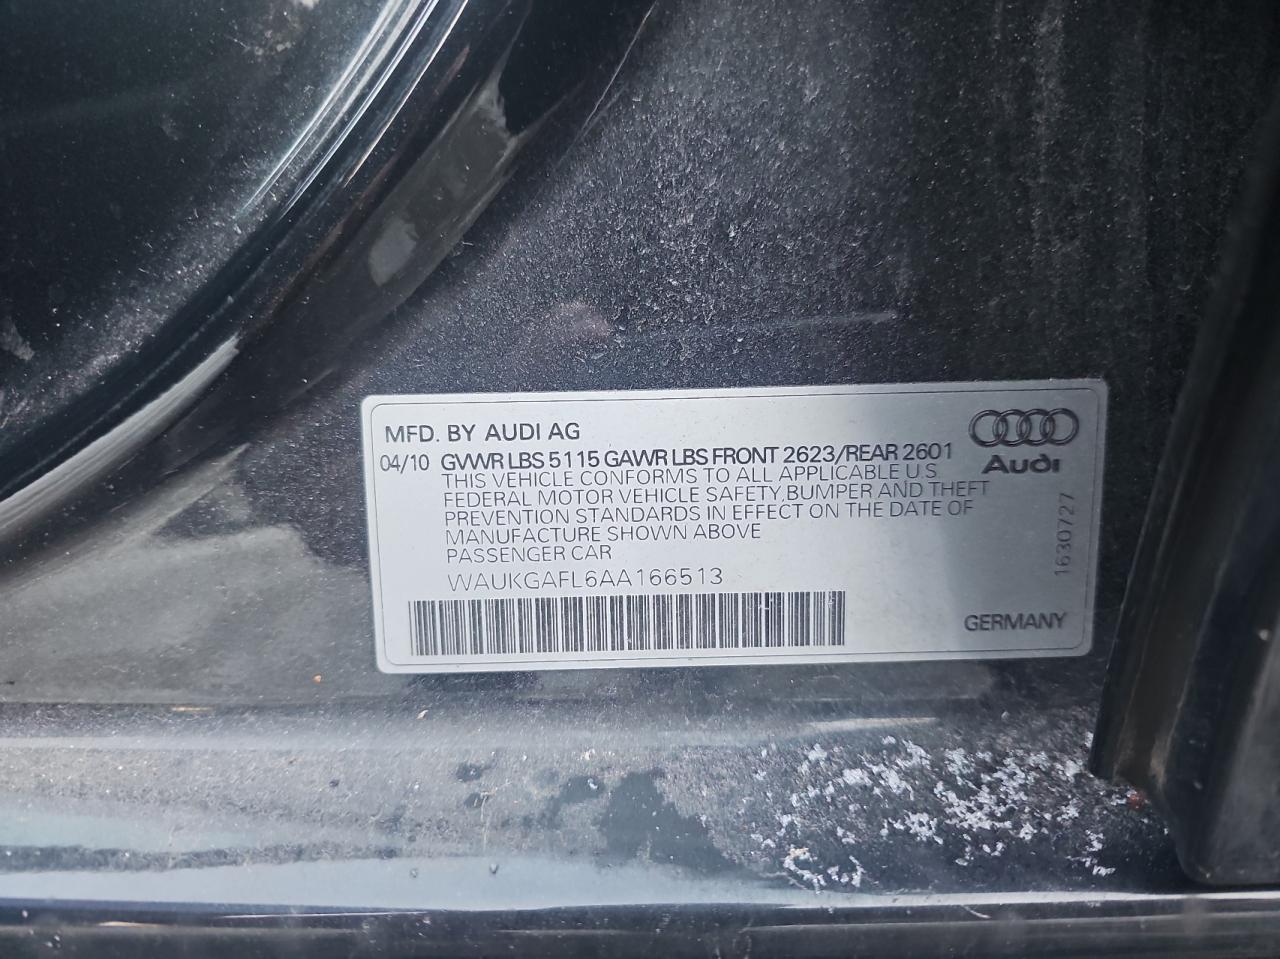 MFD. BY AUDI AG
04/10 GVWR LBS 5115 GAWR LBS FRONT 2623/REAR 2601
THIS VEHICLE CONFORMS TO ALL APPLICABLE U.S.
FEDERAL MOTOR VEHICLE SAFETY, BUMPER AND THEFT
PREVENTION STANDARDS IN EFFECT ON THE DATE OF
MANUFACTURE SHOWN ABOVE
PASSENGER CAR
WAUKGAFL6AA166513
Audi
1630727
GERMANY